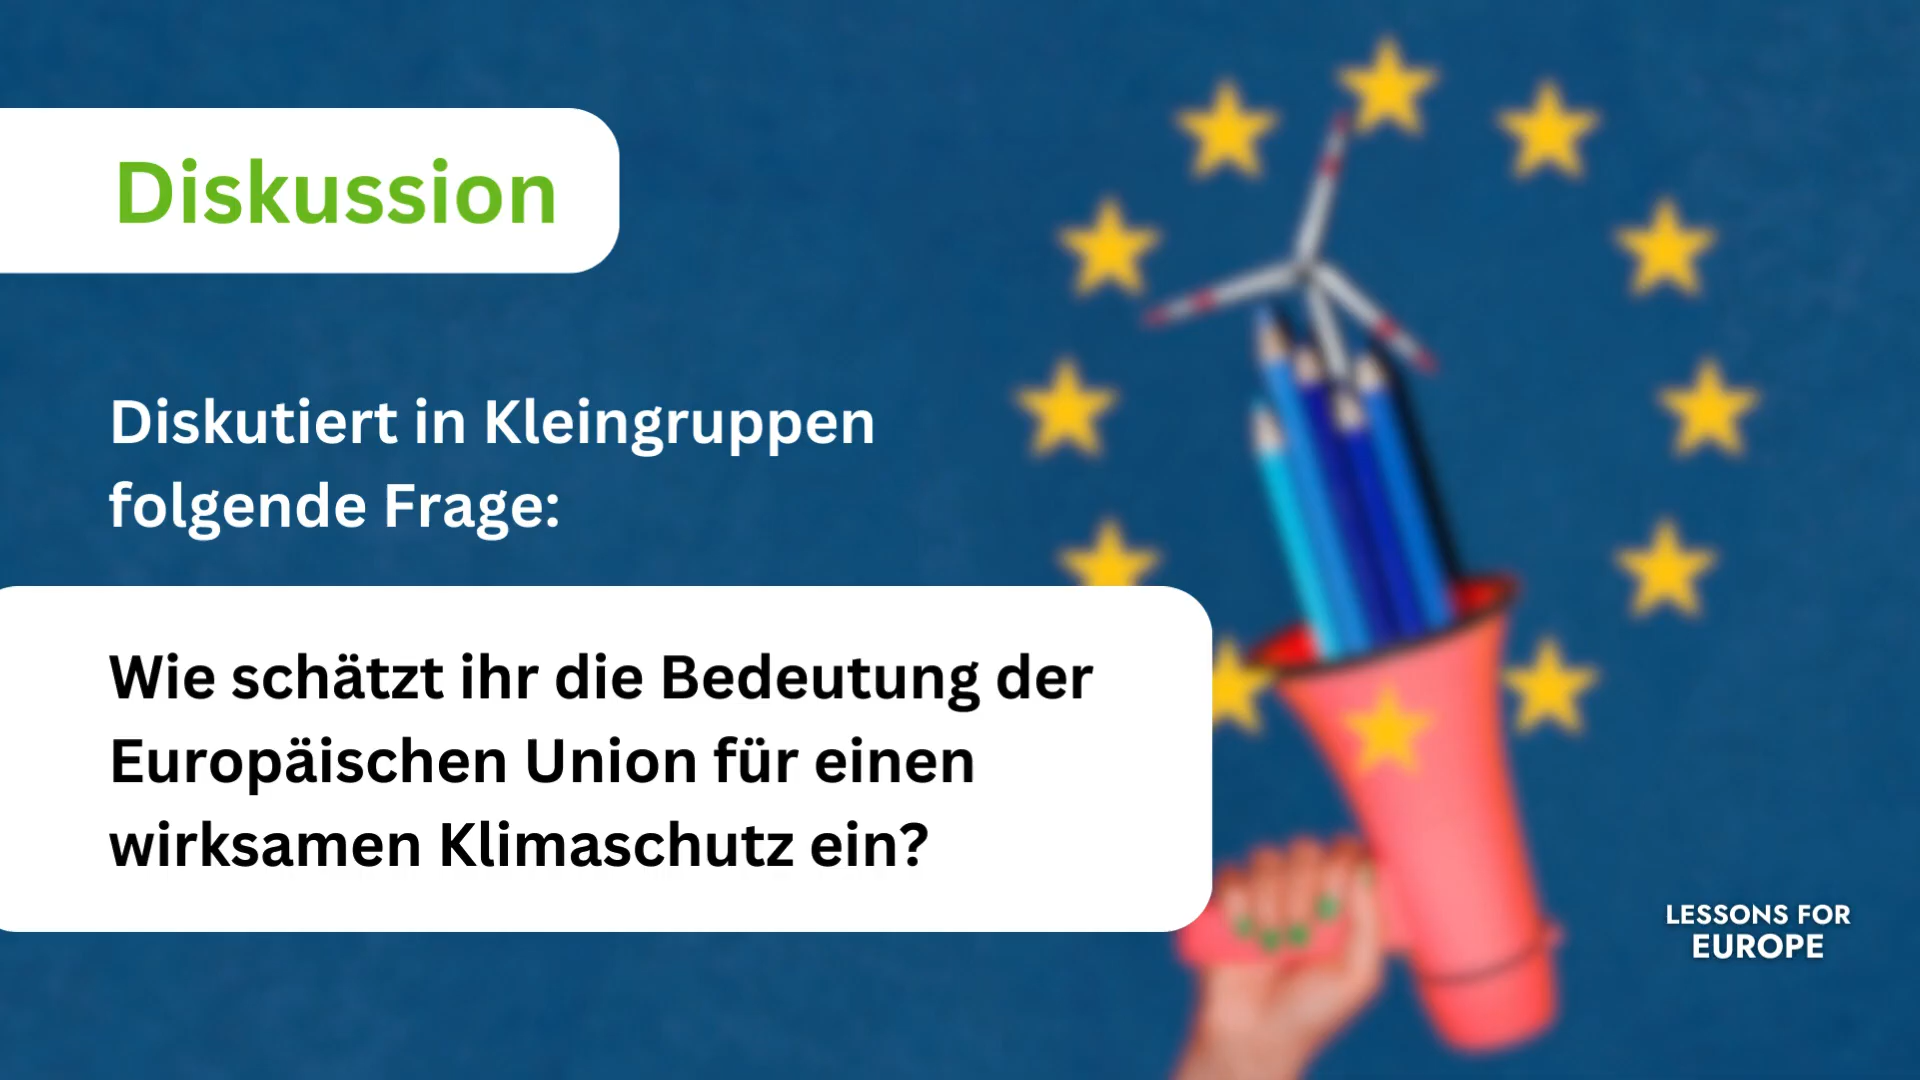 Diskussion
Diskutiert in Kleingruppen
folgende Frage:
Wie schätzt ihr die Bedeutung der
Europäischen Union für einen
wirksamen Klimaschutz ein?
LESSONS FOR
EUROPE